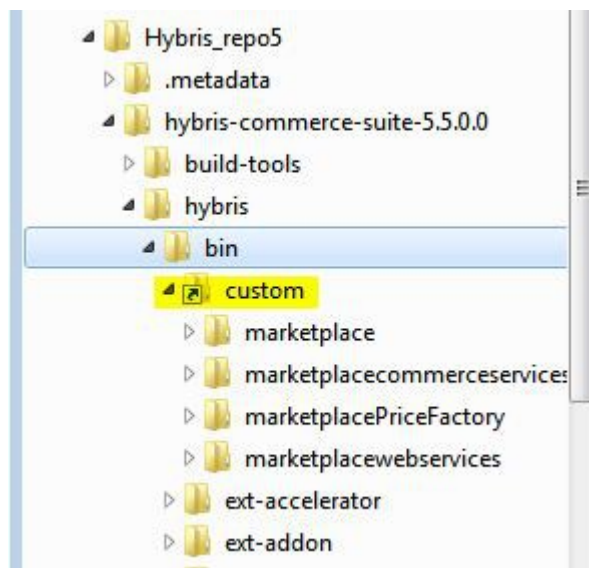 Hybris_repo5
.metadata
hybris-commerce-suite-5.5.0.0
build-tools
hybris
bin
custom
marketplace
marketplacecommerceservices
marketplacePriceFactory
marketplacewebservices
ext-accelerator
ext-addon